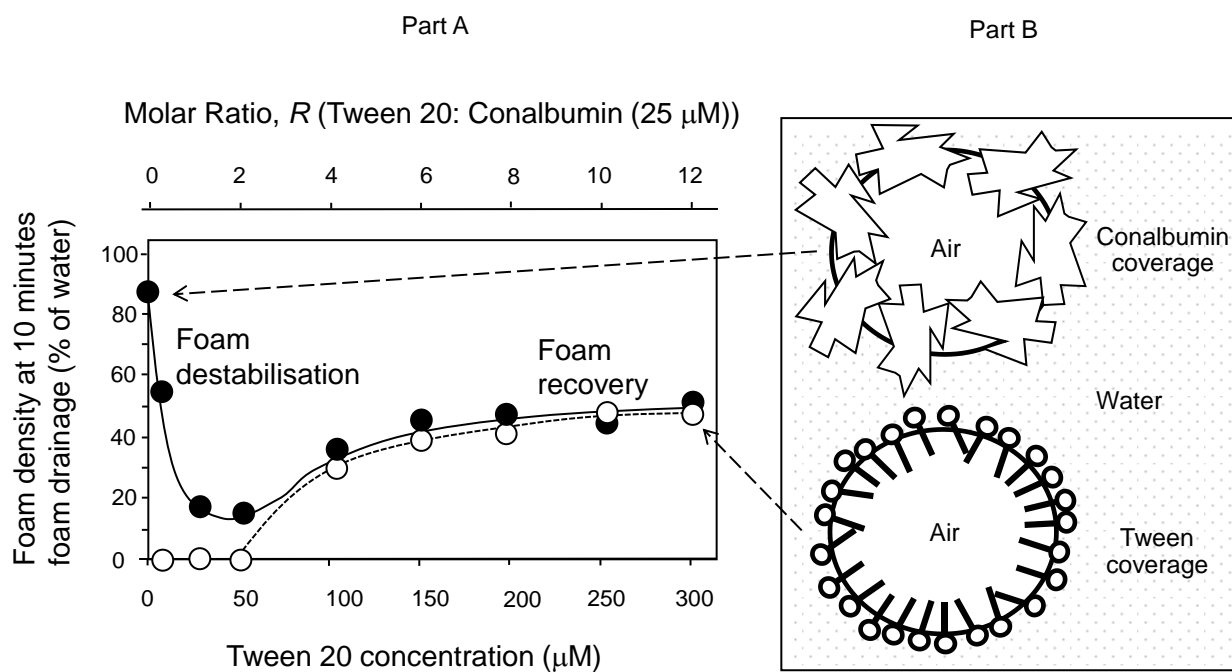 Part A
Part B
Molar Ratio, R (Tween 20: Conalbumin (25 μM))
0 2 4 6 8 10 12
Foam density at 10 minutes
foam drainage (% of water)
100
80
60
40
20
0
Foam
destabilisation
Foam
recovery
0 50 100 150 200 250 300
Tween 20 concentration (μM)
Air
Conalbumin
coverage
Water
Air
Tween
coverage